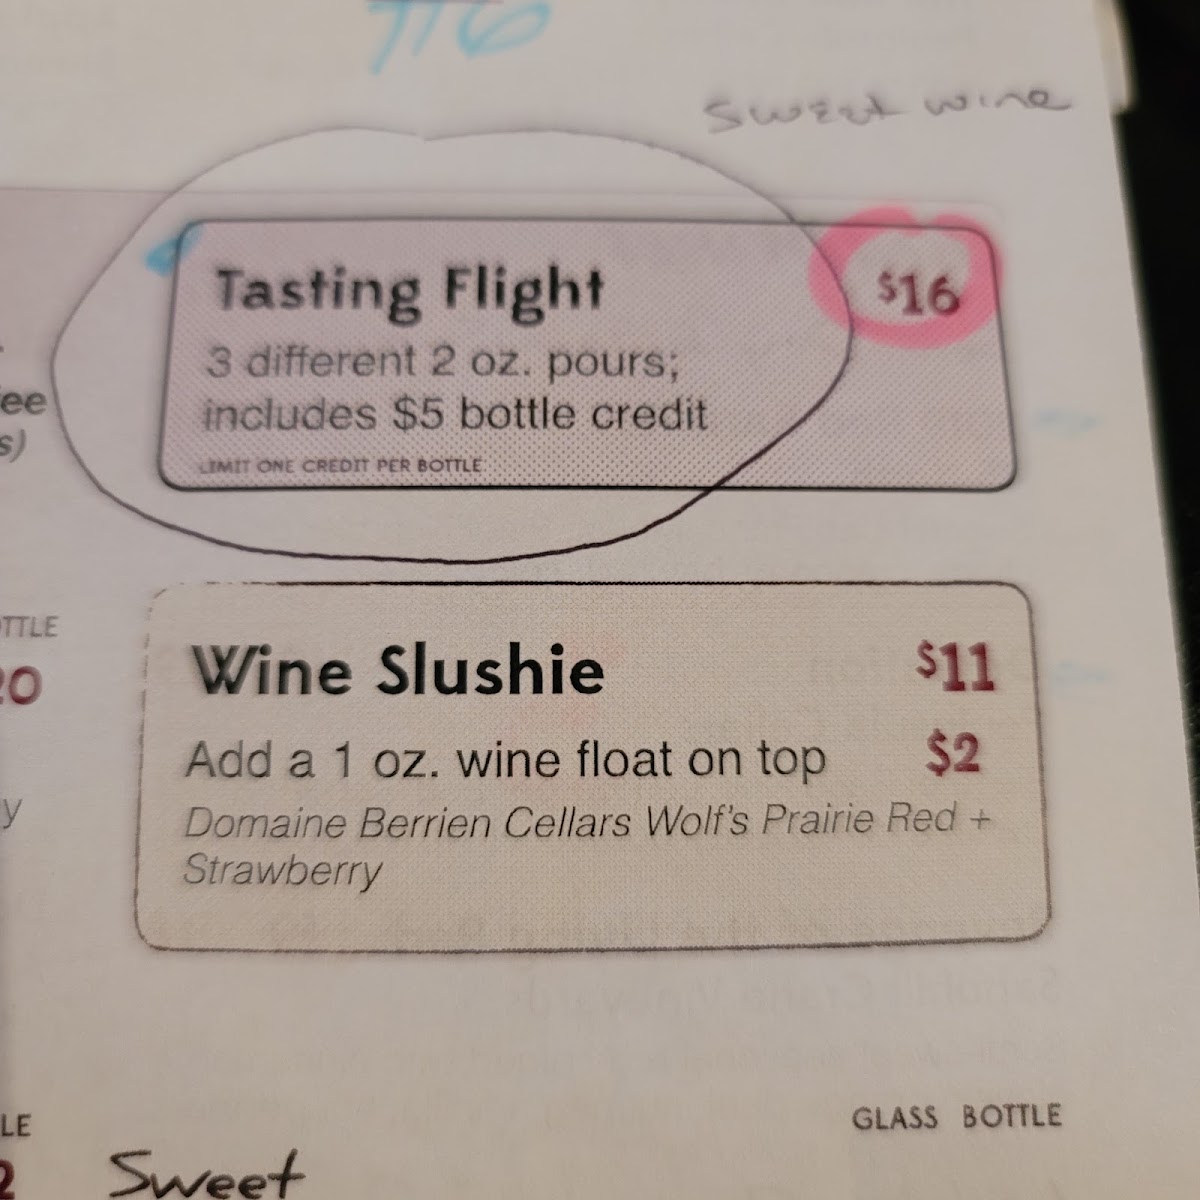 sweet wine
Tasting Flight $16
3 different 2 oz. pours;
includes $5 bottle credit
LIMIT ONE CREDIT PER BOTTLE
Wine Slushie $11
Add a 1 oz. wine float on top $2
Domaine Berrien Cellars Wolf's Prairie Red +
Strawberry
GLASS BOTTLE
Sweet